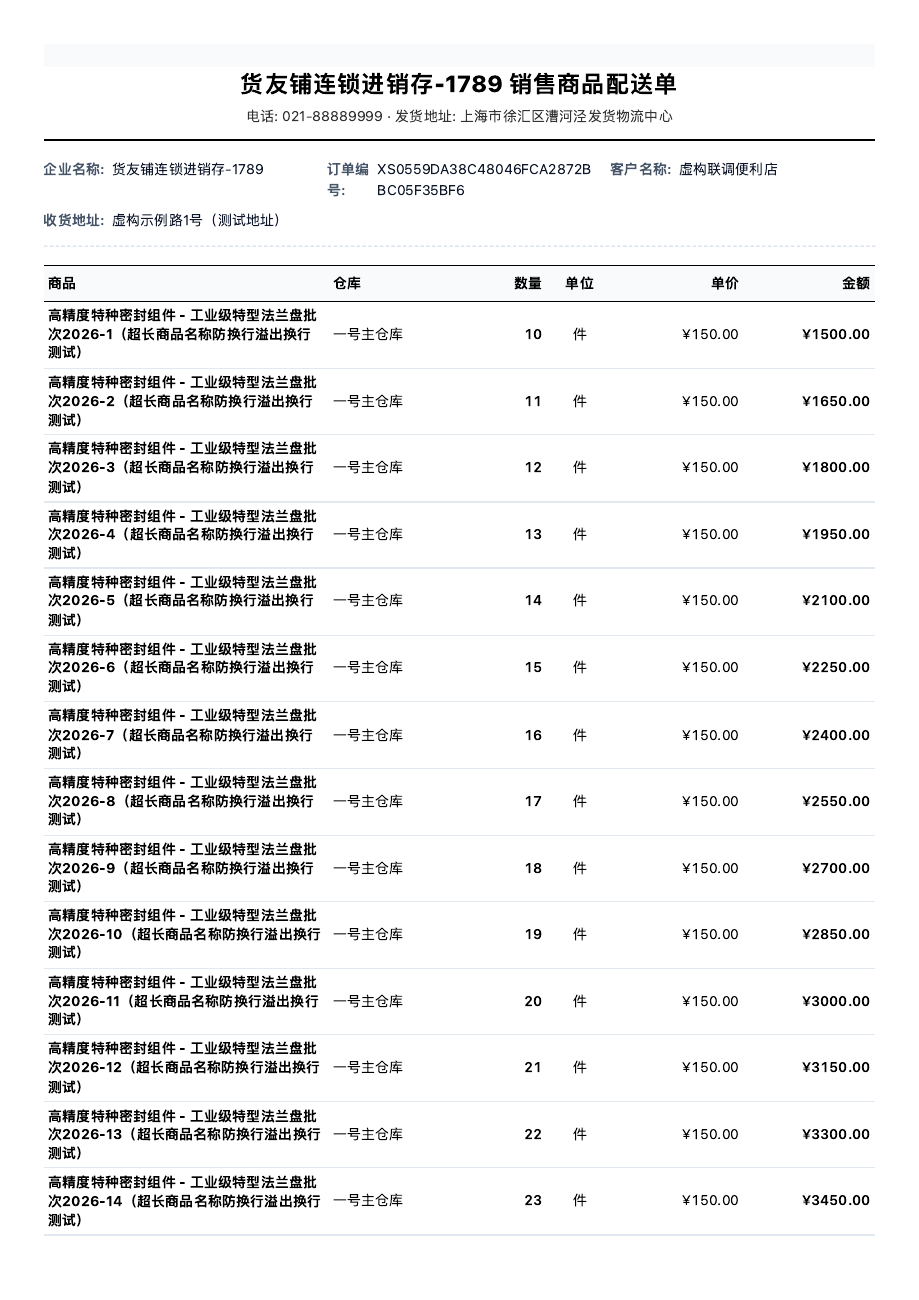 货友铺连锁进销存-1789 销售商品配送单
电话: 021-88889999 · 发货地址: 上海市徐汇区漕河泾发货物流中心
企业名称: 货友铺连锁进销存-1789 订单编号: XS0559DA38C48046FCA2872BBC05F35BF6 客户名称: 虚构联调便利店
收货地址: 虚构示例路1号（测试地址）
商品 仓库 数量 单位 单价 金额
高精度特种密封组件 - 工业级特型法兰盘批
次2026-1（超长商品名称防换行溢出换行 一号主仓库 10 件 ¥150.00 ¥1500.00
测试）
高精度特种密封组件 - 工业级特型法兰盘批
次2026-2（超长商品名称防换行溢出换行 一号主仓库 11 件 ¥150.00 ¥1650.00
测试）
高精度特种密封组件 - 工业级特型法兰盘批
次2026-3（超长商品名称防换行溢出换行 一号主仓库 12 件 ¥150.00 ¥1800.00
测试）
高精度特种密封组件 - 工业级特型法兰盘批
次2026-4（超长商品名称防换行溢出换行 一号主仓库 13 件 ¥150.00 ¥1950.00
测试）
高精度特种密封组件 - 工业级特型法兰盘批
次2026-5（超长商品名称防换行溢出换行 一号主仓库 14 件 ¥150.00 ¥2100.00
测试）
高精度特种密封组件 - 工业级特型法兰盘批
次2026-6（超长商品名称防换行溢出换行 一号主仓库 15 件 ¥150.00 ¥2250.00
测试）
高精度特种密封组件 - 工业级特型法兰盘批
次2026-7（超长商品名称防换行溢出换行 一号主仓库 16 件 ¥150.00 ¥2400.00
测试）
高精度特种密封组件 - 工业级特型法兰盘批
次2026-8（超长商品名称防换行溢出换行 一号主仓库 17 件 ¥150.00 ¥2550.00
测试）
高精度特种密封组件 - 工业级特型法兰盘批
次2026-9（超长商品名称防换行溢出换行 一号主仓库 18 件 ¥150.00 ¥2700.00
测试）
高精度特种密封组件 - 工业级特型法兰盘批
次2026-10（超长商品名称防换行溢出换行 一号主仓库 19 件 ¥150.00 ¥2850.00
测试）
高精度特种密封组件 - 工业级特型法兰盘批
次2026-11（超长商品名称防换行溢出换行 一号主仓库 20 件 ¥150.00 ¥3000.00
测试）
高精度特种密封组件 - 工业级特型法兰盘批
次2026-12（超长商品名称防换行溢出换行 一号主仓库 21 件 ¥150.00 ¥3150.00
测试）
高精度特种密封组件 - 工业级特型法兰盘批
次2026-13（超长商品名称防换行溢出换行 一号主仓库 22 件 ¥150.00 ¥3300.00
测试）
高精度特种密封组件 - 工业级特型法兰盘批
次2026-14（超长商品名称防换行溢出换行 一号主仓库 23 件 ¥150.00 ¥3450.00
测试）